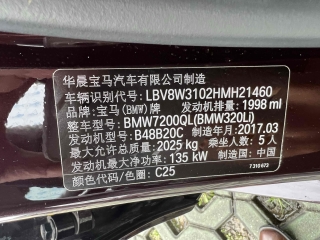 华晨宝马汽车有限公司制造
车辆识别代号: LBV8W3102HMH21460
品牌: 宝马(BMW)牌 发动机排量: 1998 ml
整车型号: BMW7200QL(BMW320Li)
发动机型号: B48B20C 制造年月: 2017.03
最大允许总质量: 2025 kg 乘坐人数: 5人
发动机最大净功率: 135 kw 制造国: 中国
颜色代码/色圈: C25
7 310 673